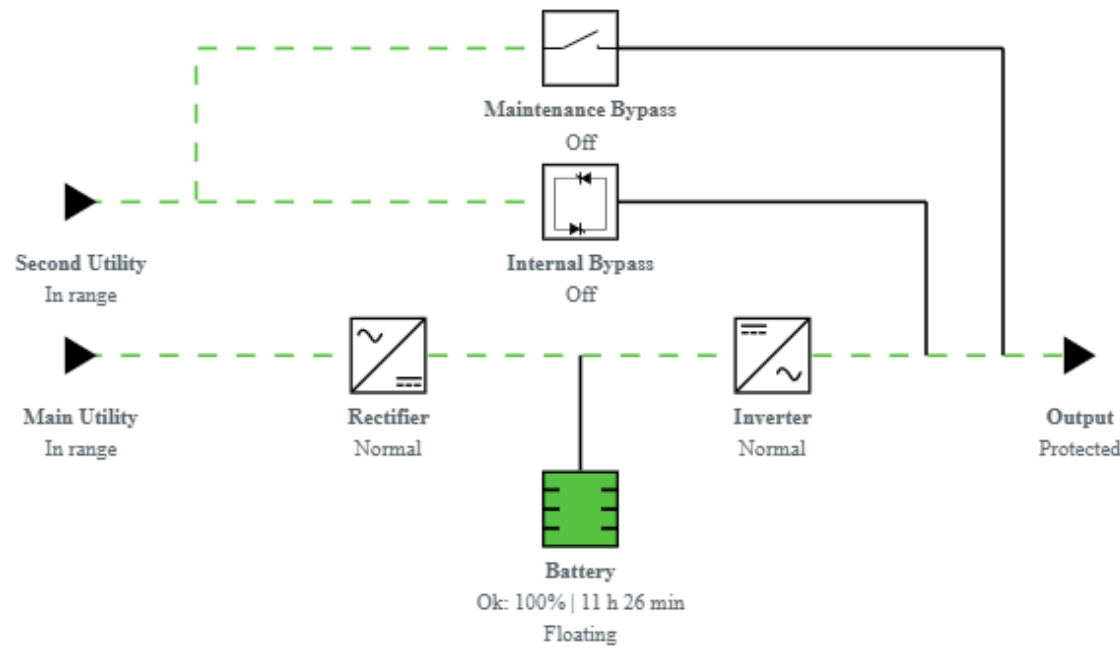 Maintenance Bypass
Off
Second Utility
In range
Internal Bypass
Off
Main Utility
In range
Rectifier
Normal
Inverter
Normal
Output
Protected
Battery
Ok: 100% | 11 h 26 min
Floating